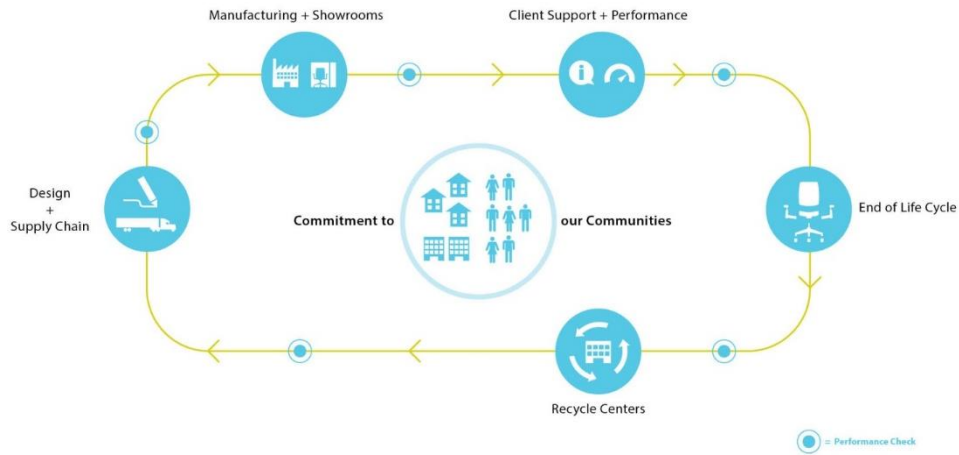 Manufacturing + Showrooms
Client Support + Performance
Design
+
Supply Chain
Commitment to
our Communities
End of Life Cycle
Recycle Centers
= Performance Check